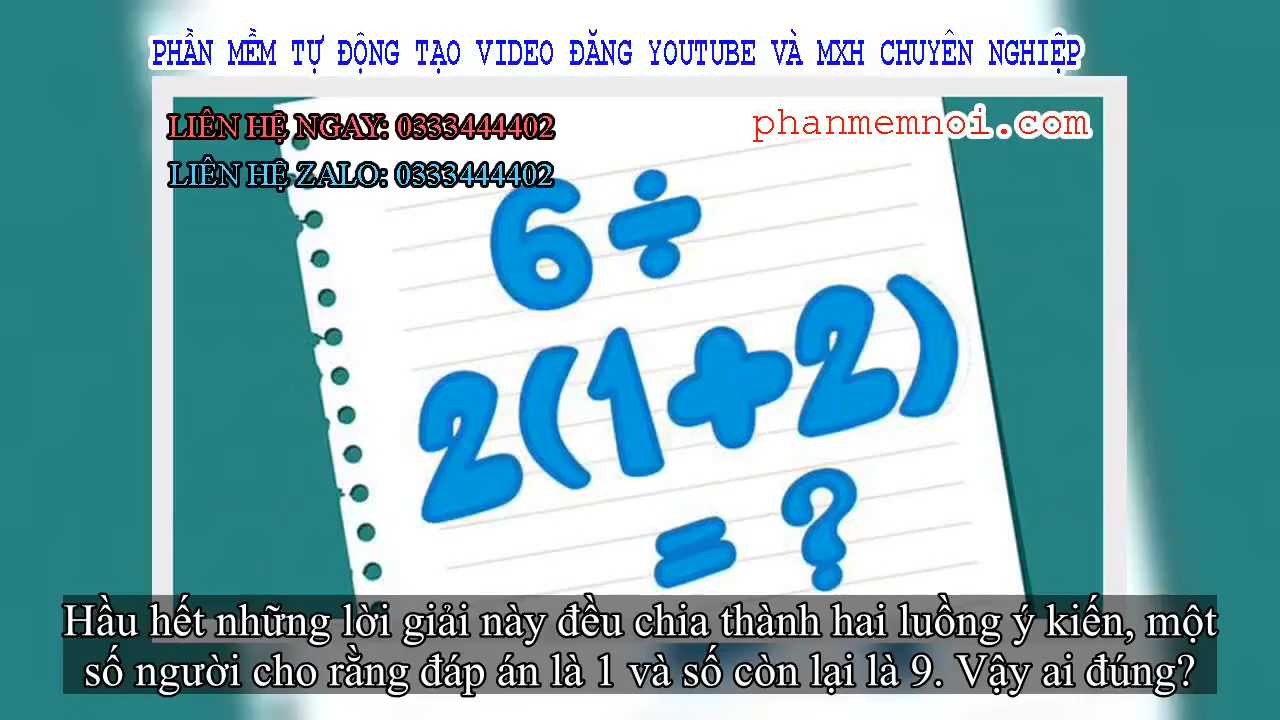 PHẦN MỀM TỰ ĐỘNG TẠO VIDEO ĐĂNG YOUTUBE VÀ MXH CHUYÊN NGHIỆP
LIÊN HỆ NGAY: 0333444402
phanmemnoi.com
LIÊN HỆ ZALO: 0333444402
6÷
2(1+2)
= ?
Hầu hết những lời giải này đều chia thành hai luồng ý kiến, một
số người cho rằng đáp án là 1 và số còn lại là 9. Vậy ai đúng?